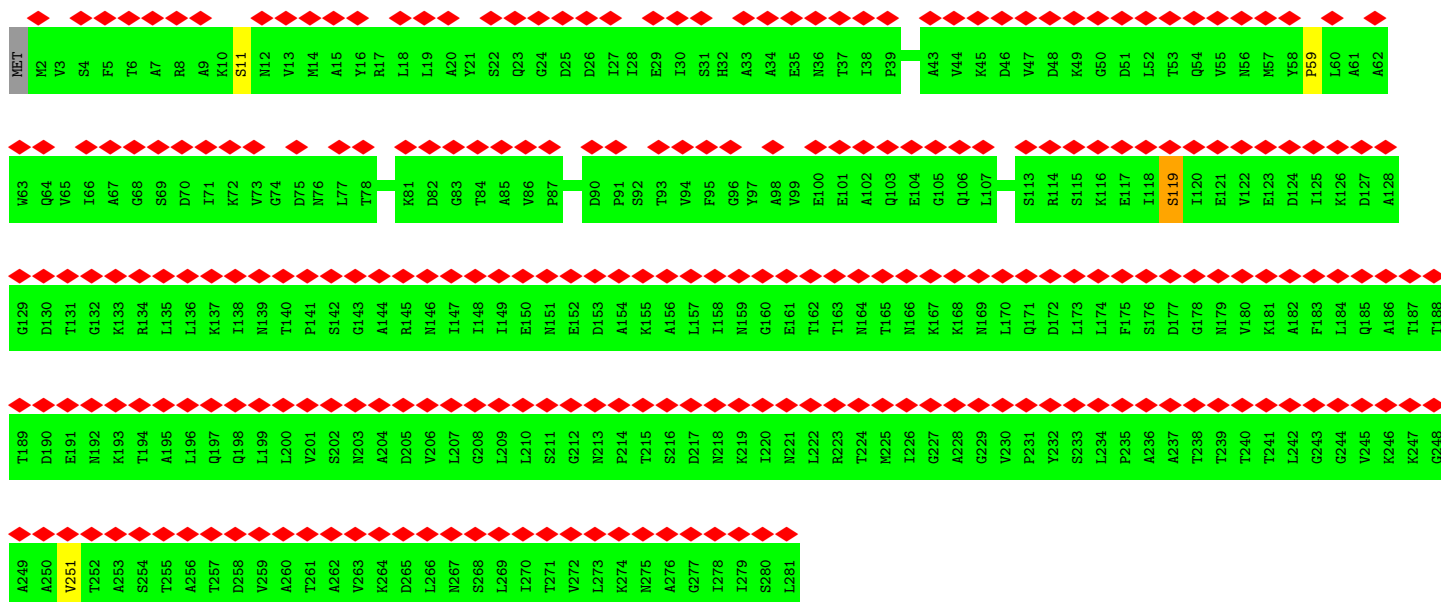 MET M2 V3 S4 F5 T6 A7 R8 A9 K10 S11 N12 V13 M14 A15 Y16 R17 L18 L19 A20 Y21 S22 Q23 G24 D25 D26 I27 I28 E29 I30 S31 H32 A33 A34 E35 N36 T37 I38 P39 A43 V44 K45 D46 V47 D48 K49 G50 D51 L52 T53 Q54 V55 N56 M57 Y58 P59 L60 A61 A62
W63 Q64 V65 I66 A67 G68 S69 D70 I71 K72 V73 G74 D75 N76 L77 T78 K81 D82 G83 T84 A85 V86 P87 D90 P91 S92 T93 V94 F95 G96 Y97 A98 V99 E100 E101 A102 Q103 E104 G105 Q106 L107 S113 R114 S115 K116 E117 I118 S119 I120 E121 V122 E123 D124 I125 K126 D127 A128
G129 D130 T131 G132 K133 R134 L135 L136 K137 I138 N139 T140 P141 S142 G143 A144 R145 N146 I147 I148 I149 E150 N151 E152 D153 A154 K155 A156 L157 I158 N159 G160 E161 T162 T163 N164 T165 N166 K167 K168 N169 L170 Q171 D172 L173 L174 F175 S176 D177 G178 N179 V180 K181 A182 F183 L184 Q185 A186 T187 T188
T189 D190 E191 N192 K193 T194 A195 L196 Q197 Q198 L199 L200 V201 S202 N203 A204 D205 V206 L207 G208 L209 L210 S211 G212 N213 P214 T215 S216 D217 N218 K219 I220 N221 L222 R223 T224 M225 I226 G227 A228 G229 V230 P231 Y232 S233 L234 P235 A236 A237 T238 T239 T240 T241 L242 G243 G244 V245 K246 K247 G248
A249 A250 V251 T252 A253 S254 T255 A256 T257 D258 V259 A260 T261 A262 V263 K264 D265 L266 N267 S268 L269 I270 T271 V272 L273 K274 N275 A276 G277 I278 I279 S280 L281